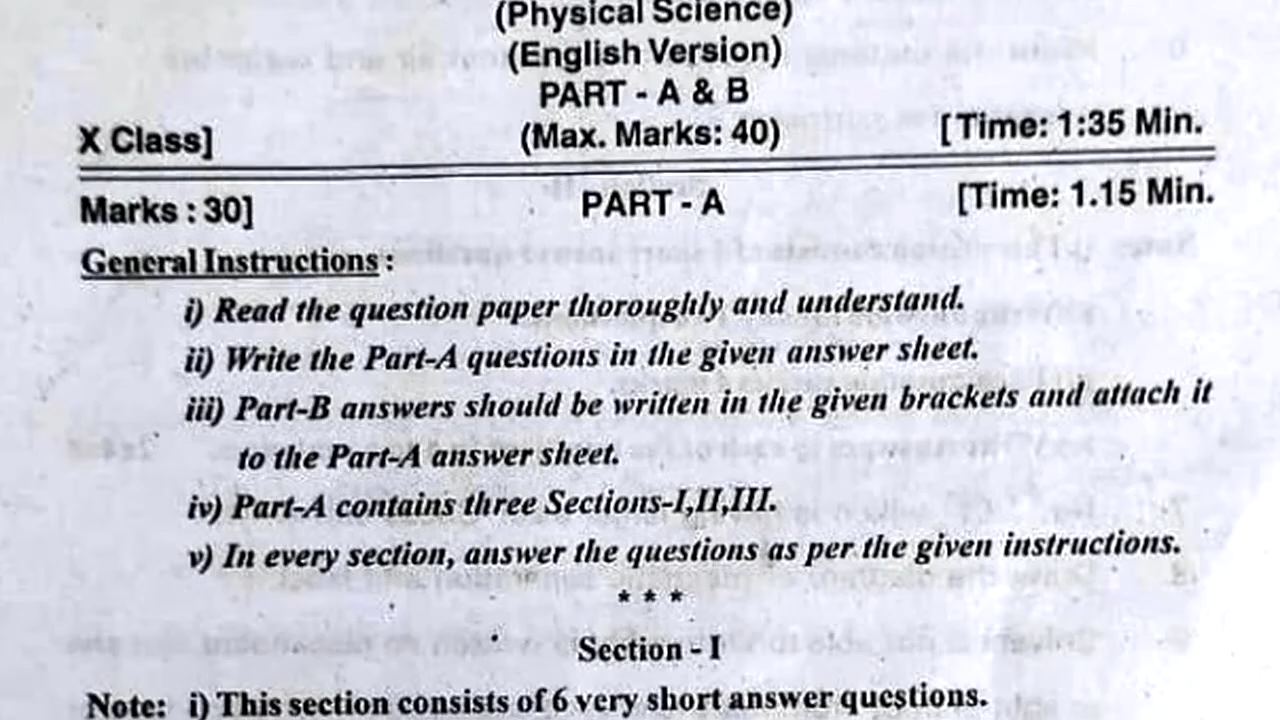 (Physical Science)
(English Version)
PART - A & B
X Class] (Max. Marks: 40) [Time: 1:35 Min.
Marks : 30] PART - A [Time: 1.15 Min.
General Instructions :
i) Read the question paper thoroughly and understand.
ii) Write the Part-A questions in the given answer sheet.
iii) Part-B answers should be written in the given brackets and attach it
to the Part-A answer sheet.
iv) Part-A contains three Sections-I,II,III.
v) In every section, answer the questions as per the given instructions.
* * *
Section - I
Note: i) This section consists of 6 very short answer questions.